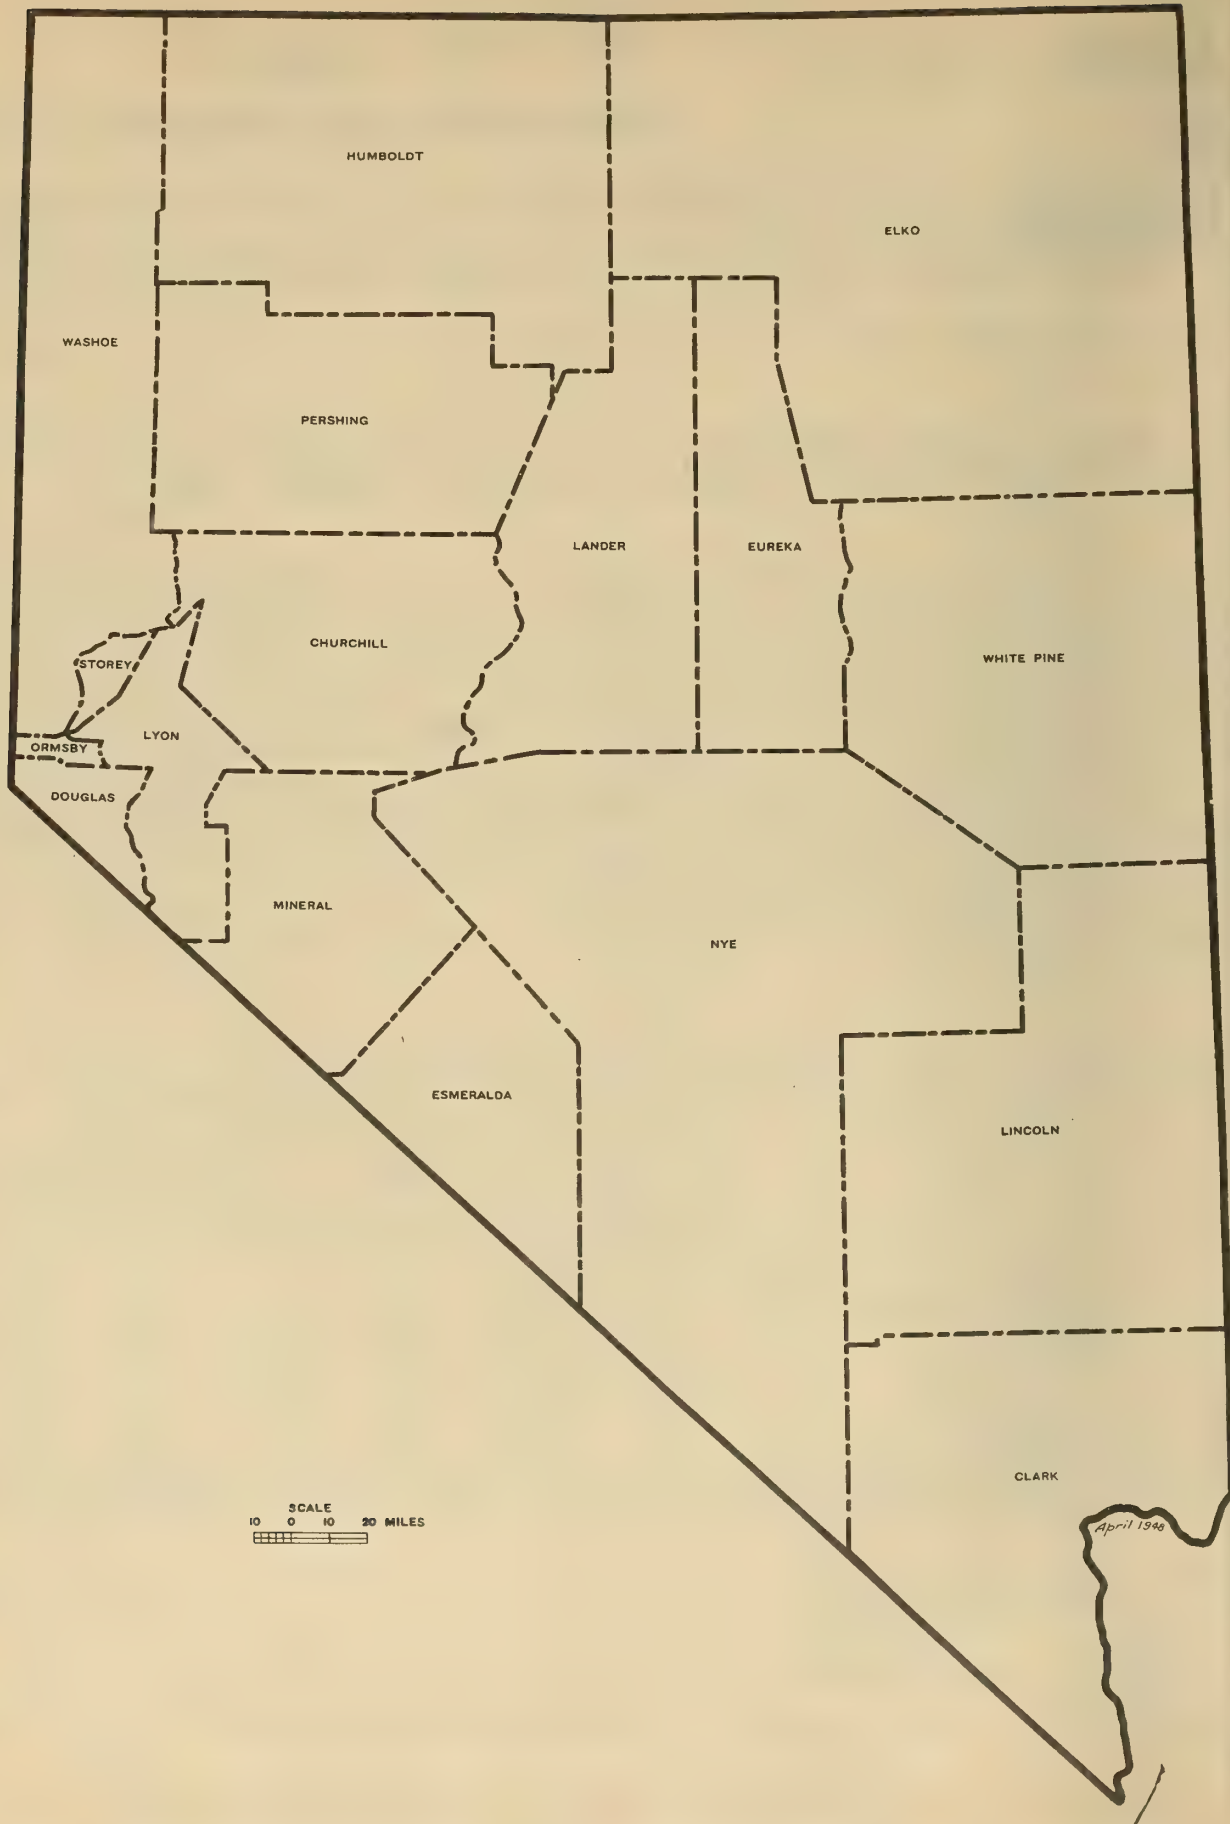 HUMBOLDT
ELKO
WASHOE
PERSHING
LANDER
EUREKA
CHURCHILL
WHITE PINE
STOREY
LYON
ORMSBY
DOUGLAS
MINERAL
NYE
ESMERALDA
LINCOLN
CLARK
SCALE
10 0 10 20 MILES
April 1948